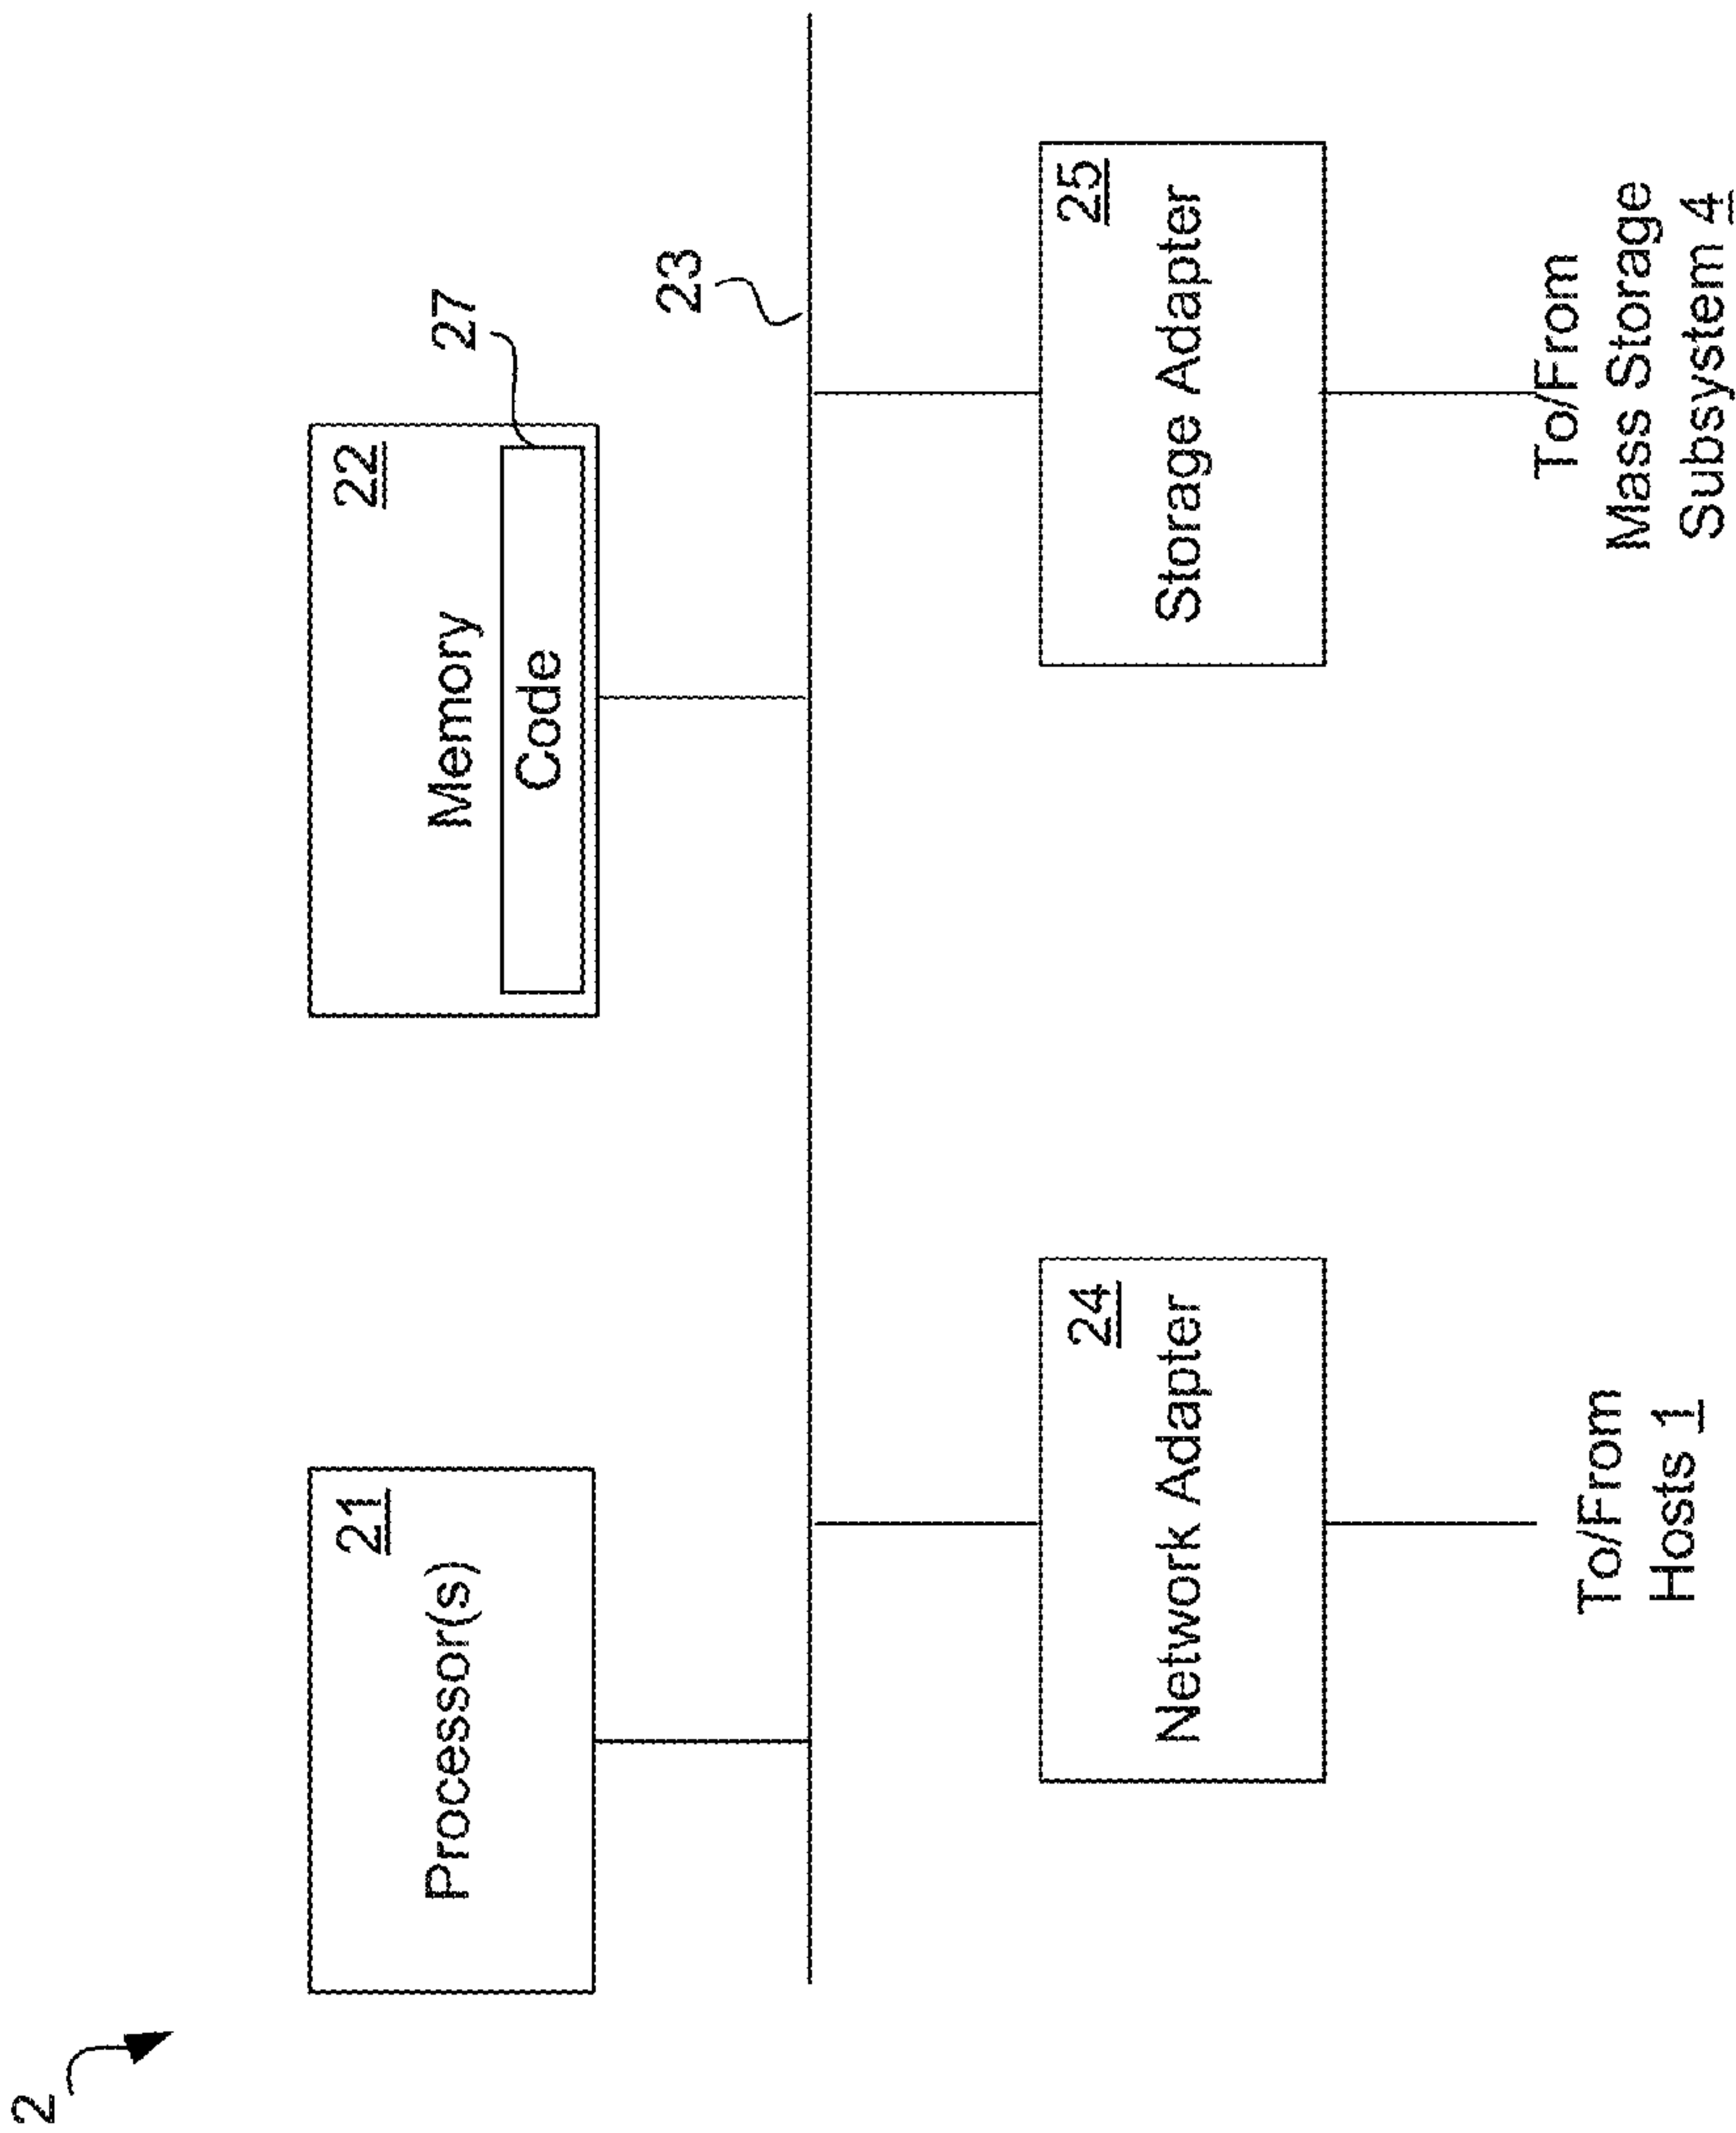 2
21
Processor(s)
22
Memory
Code
27
23
24
Network Adapter
25
Storage Adapter
To/From
Hosts 1
To/From
Mass Storage
Subsystem 4